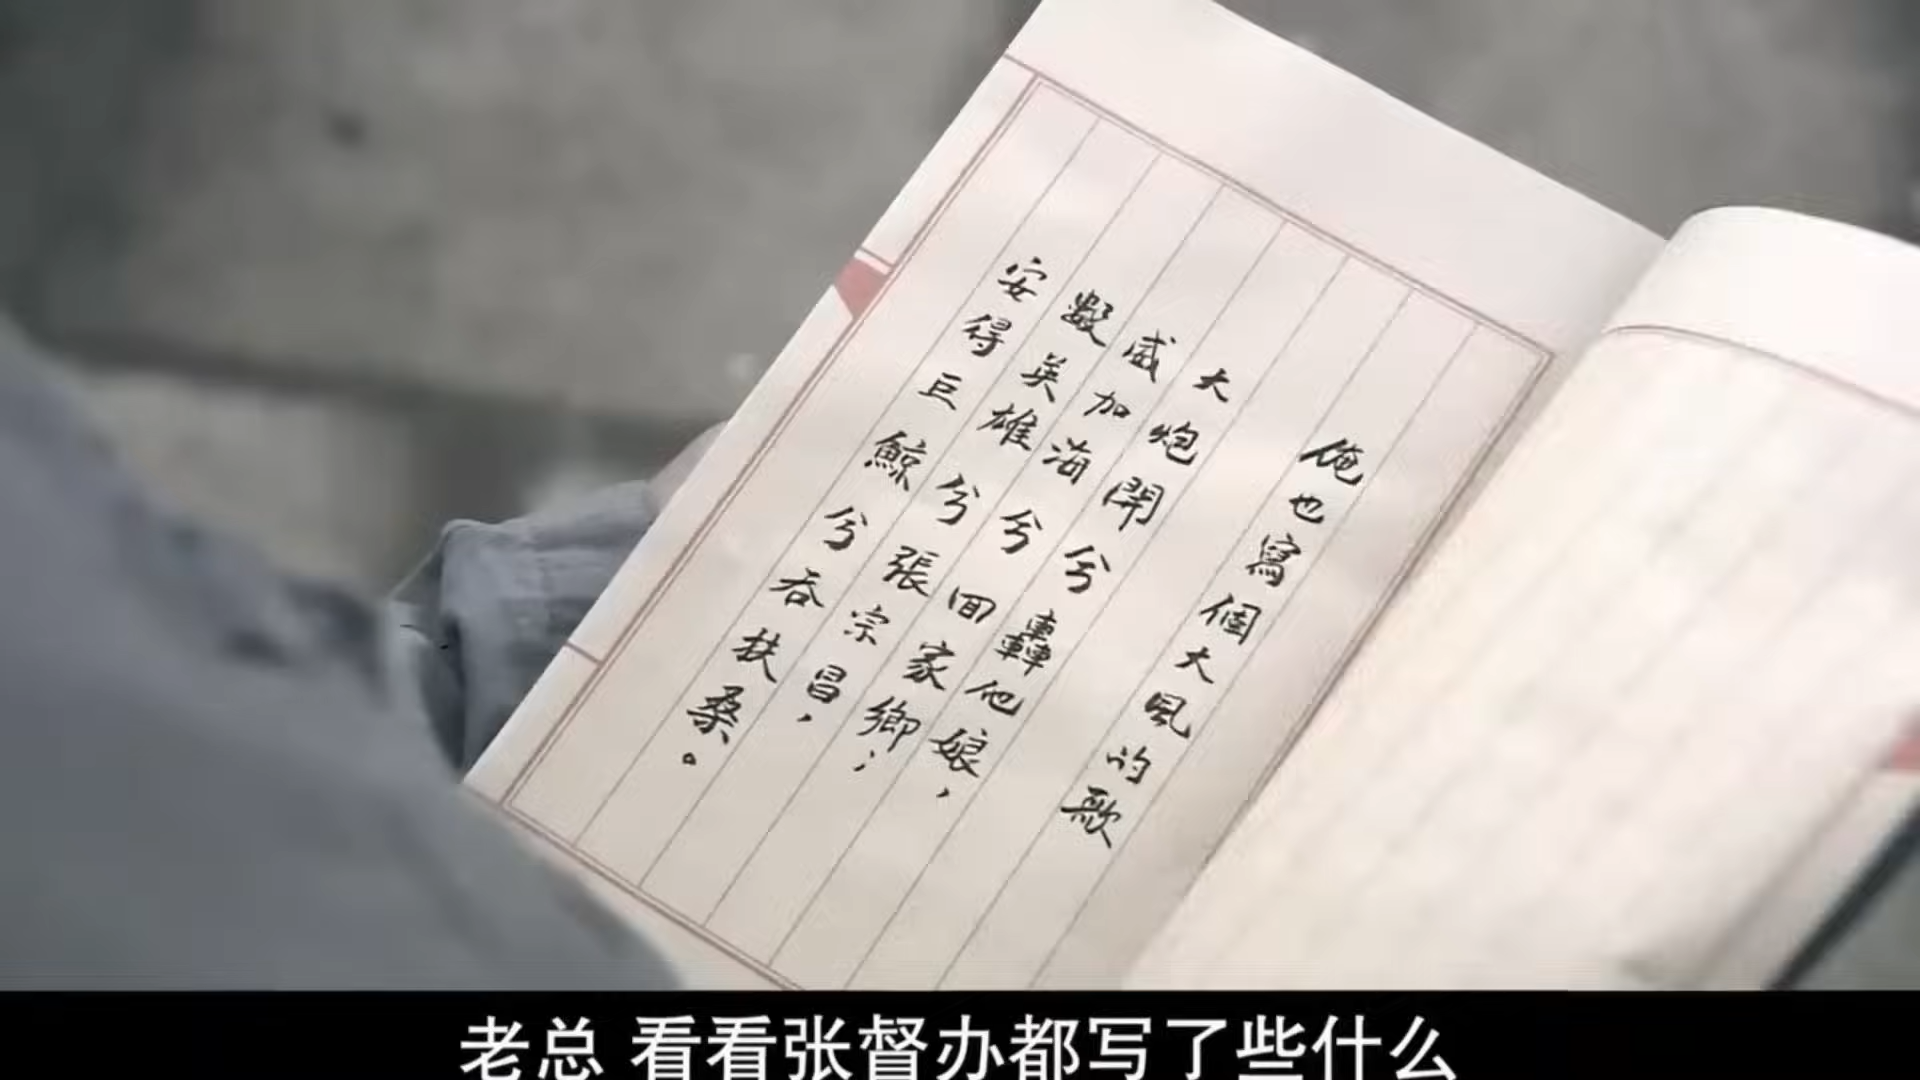 俺也寫個大風的歌
大炮開兮轟他娘，
威加海兮回家鄉；
數英雄兮張宗昌，
安得巨鯨兮吞扶桑。
老总 看看张督办都写了些什么